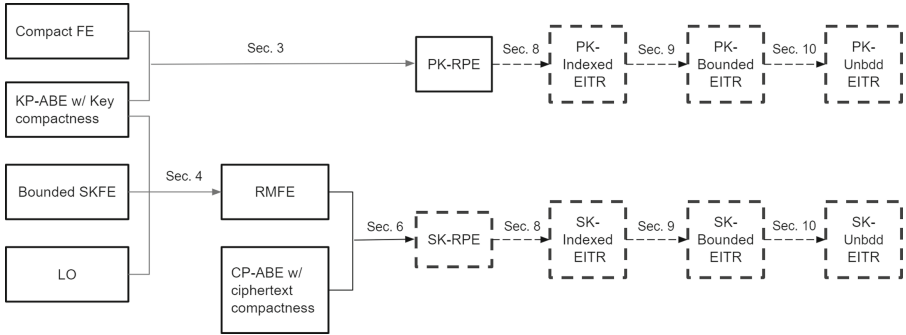 Compact FE
Sec. 3
PK-RPE
Sec. 8
PK-
Indexed
EITR
Sec. 9
PK-
Bounded
EITR
Sec. 10
PK-
Unbdd
EITR
KP-ABE w/ Key
compactness
Bounded SKFE
Sec. 4
RMFE
LO
CP-ABE w/
ciphertext
compactness
Sec. 6
SK-RPE
Sec. 8
SK-
Indexed
EITR
Sec. 9
SK-
Bounded
EITR
Sec. 10
SK-
Unbdd
EITR